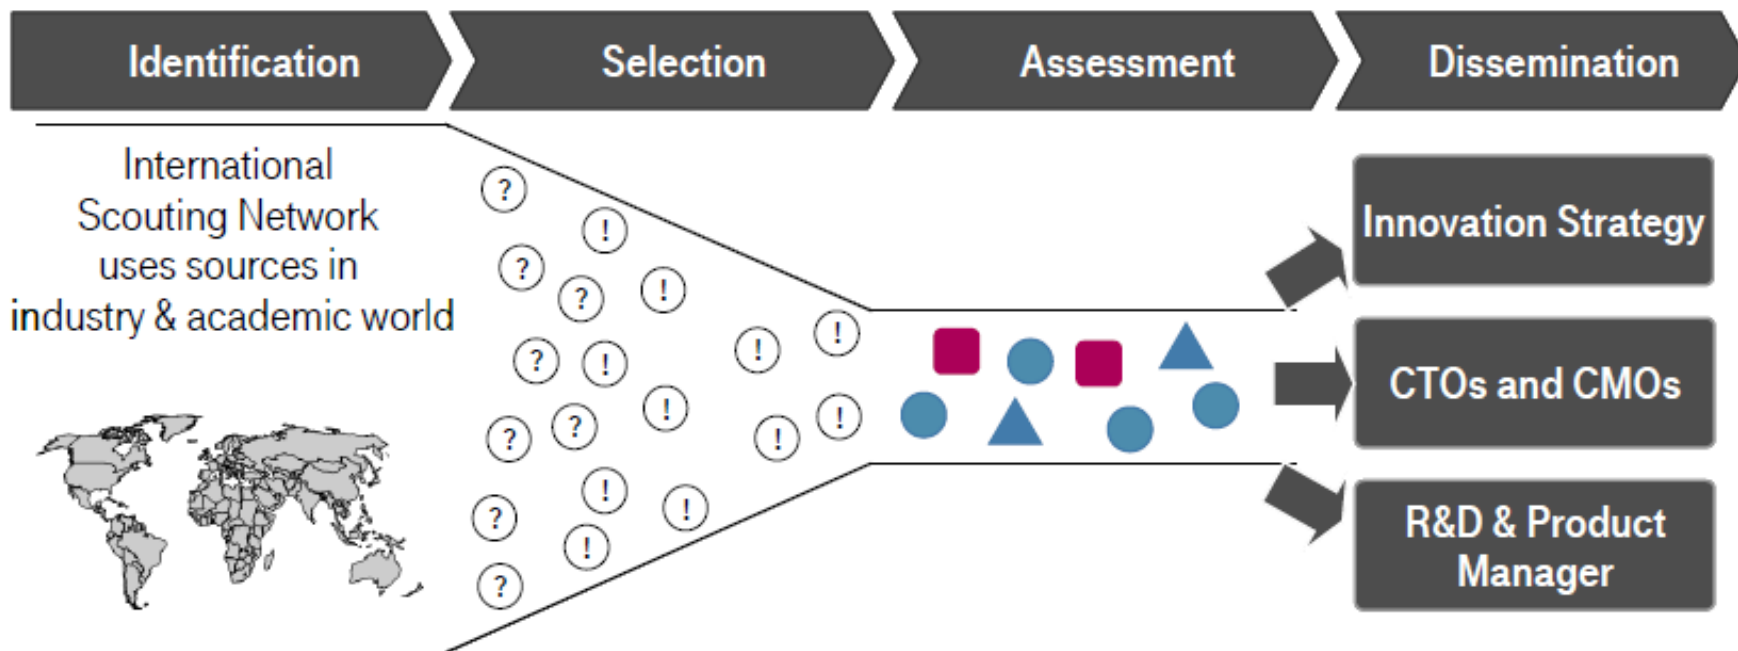 Identification
Selection
Assessment
Dissemination
International
Scouting Network
uses sources in
industry & academic world
?
!
?
?
!
!
!
?
!
!
?
?
!
!
!
?
!
!
!
?
Innovation Strategy
CTOs and CMOs
R&D & Product
Manager